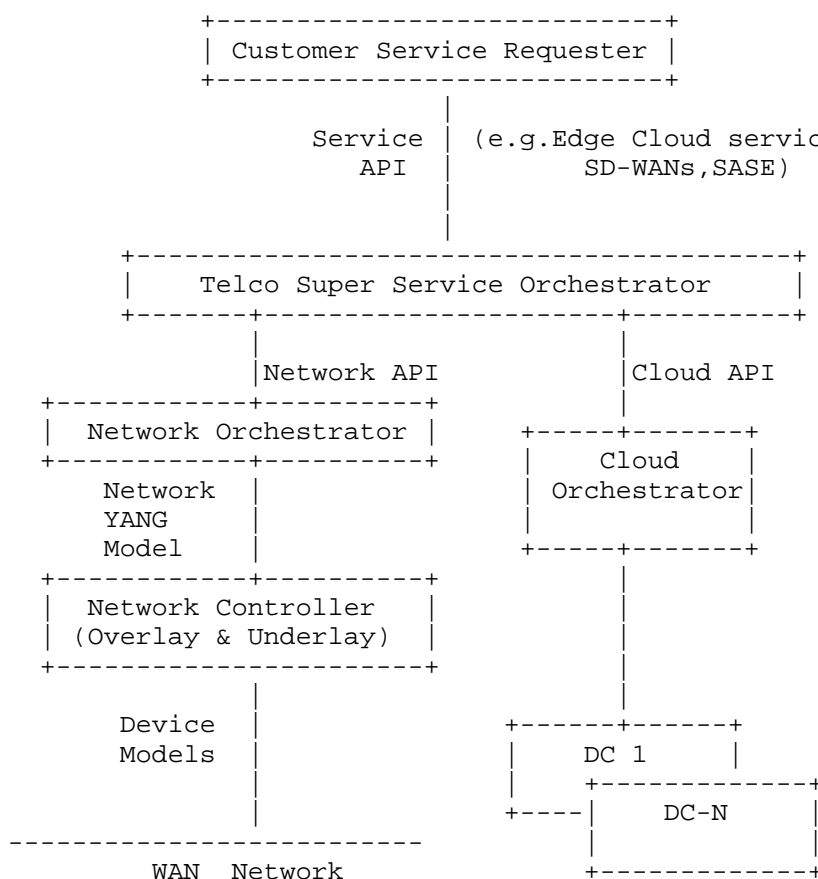 Customer Service Requester
Service (e.g.Edge Cloud servic
API SD-WANs,SASE)
Telco Super Service Orchestrator
Network API Cloud API
Network Orchestrator
Cloud
Network Orchestrator
YANG
Model
Network Controller
(Overlay & Underlay)
Device
Models DC 1
DC-N
WAN Network